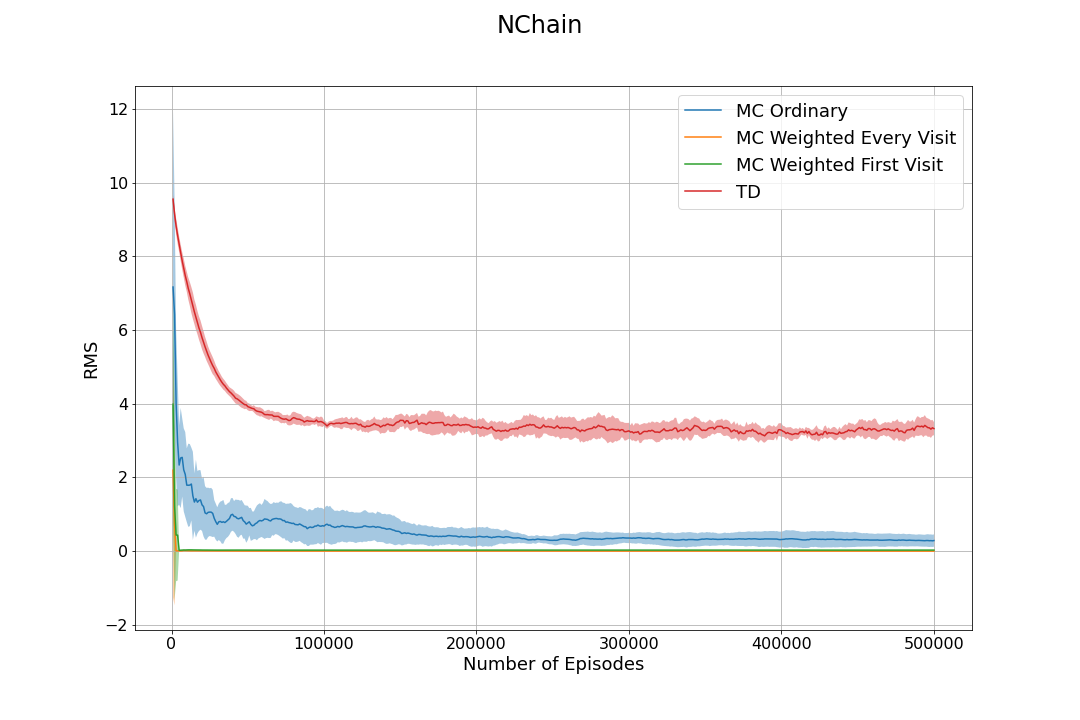 NChain
12
10
8
6
4
2
0
−2
RMS
MC Ordinary
MC Weighted Every Visit
MC Weighted First Visit
TD
0
100000
200000
300000
400000
500000
Number of Episodes